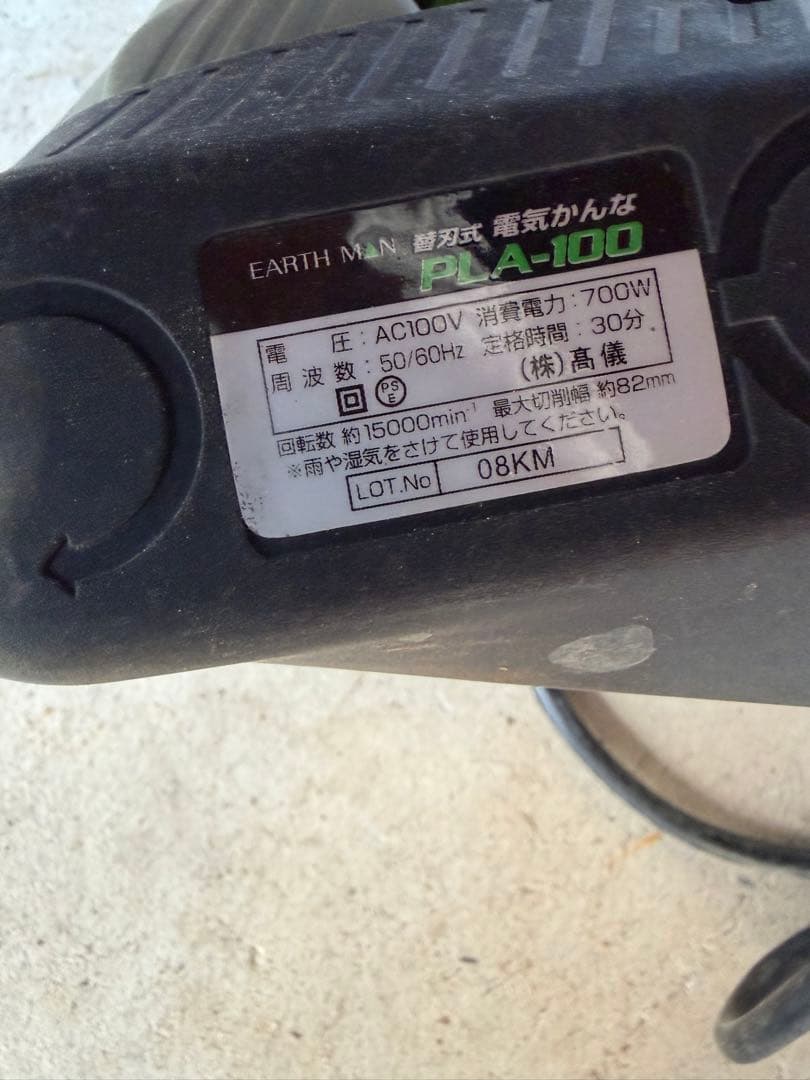 EARTH MAN 替刃式 電気かんな
PLA-100
電圧:AC100V 消費電力:700W
周波数:50/60Hz 定格時間:30分
PSE (株)髙儀
回転数 約15000min⁻¹ 最大切削幅 約82mm
※雨や湿気をさけて使用してください。
LOT.No 08KM